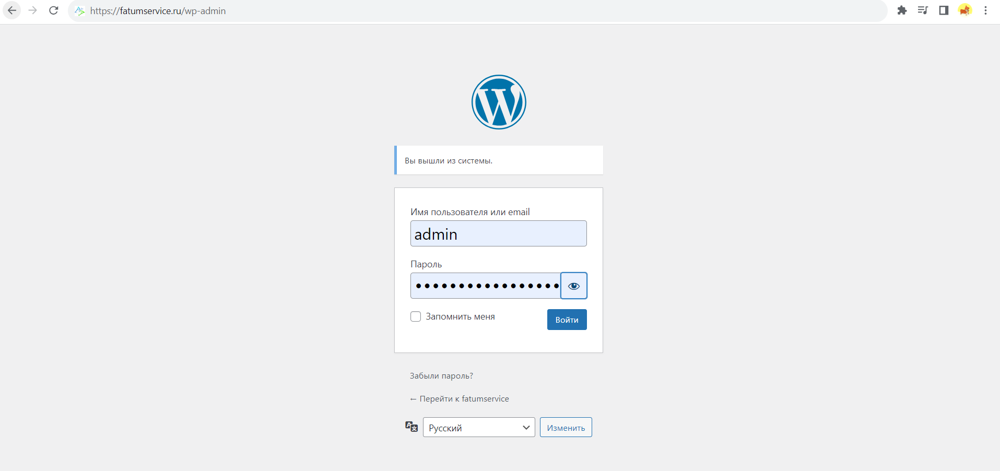 https://fatumservice.ru/wp-admin
Вы вышли из системы.
Имя пользователя или email
admin
Пароль
Запомнить меня
Войти
Забыли пароль?
← Перейти к fatumservice
Русский
Изменить